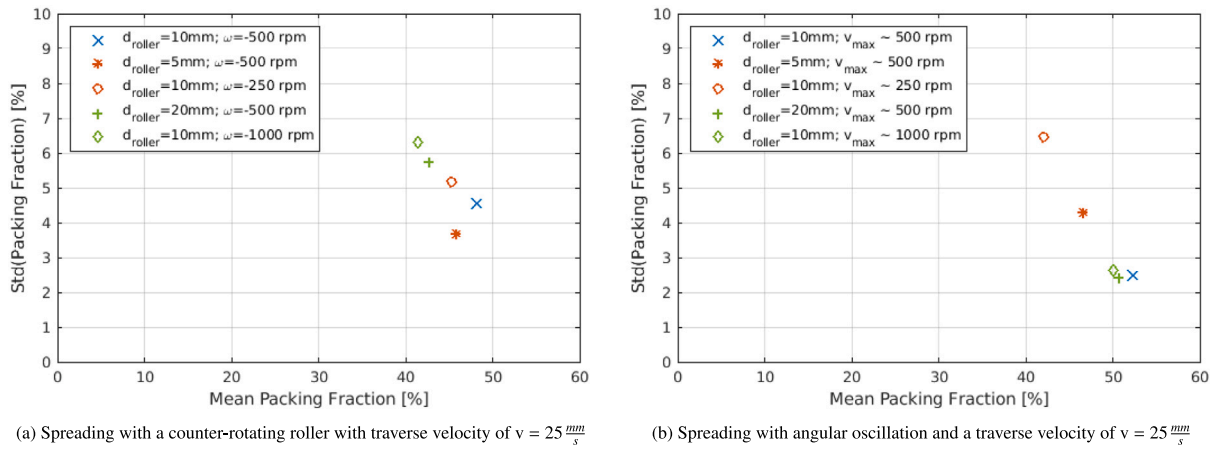 10
9
8
7
6
5
4
3
2
1
0
Std(Packing Fraction) [%]
d_roller=10mm; ω=-500 rpm
d_roller=5mm; ω=-500 rpm
d_roller=10mm; ω=-250 rpm
d_roller=20mm; ω=-500 rpm
d_roller=10mm; ω=-1000 rpm
0 10 20 30 40 50 60
Mean Packing Fraction [%]
(a) Spreading with a counter-rotating roller with traverse velocity of v = 25 mm/s
10
9
8
7
6
5
4
3
2
1
0
Std(Packing Fraction) [%]
d_roller=10mm; v_max ~ 500 rpm
d_roller=5mm; v_max ~ 500 rpm
d_roller=10mm; v_max ~ 250 rpm
d_roller=20mm; v_max ~ 500 rpm
d_roller=10mm; v_max ~ 1000 rpm
0 10 20 30 40 50 60
Mean Packing Fraction [%]
(b) Spreading with angular oscillation and a traverse velocity of v = 25 mm/s